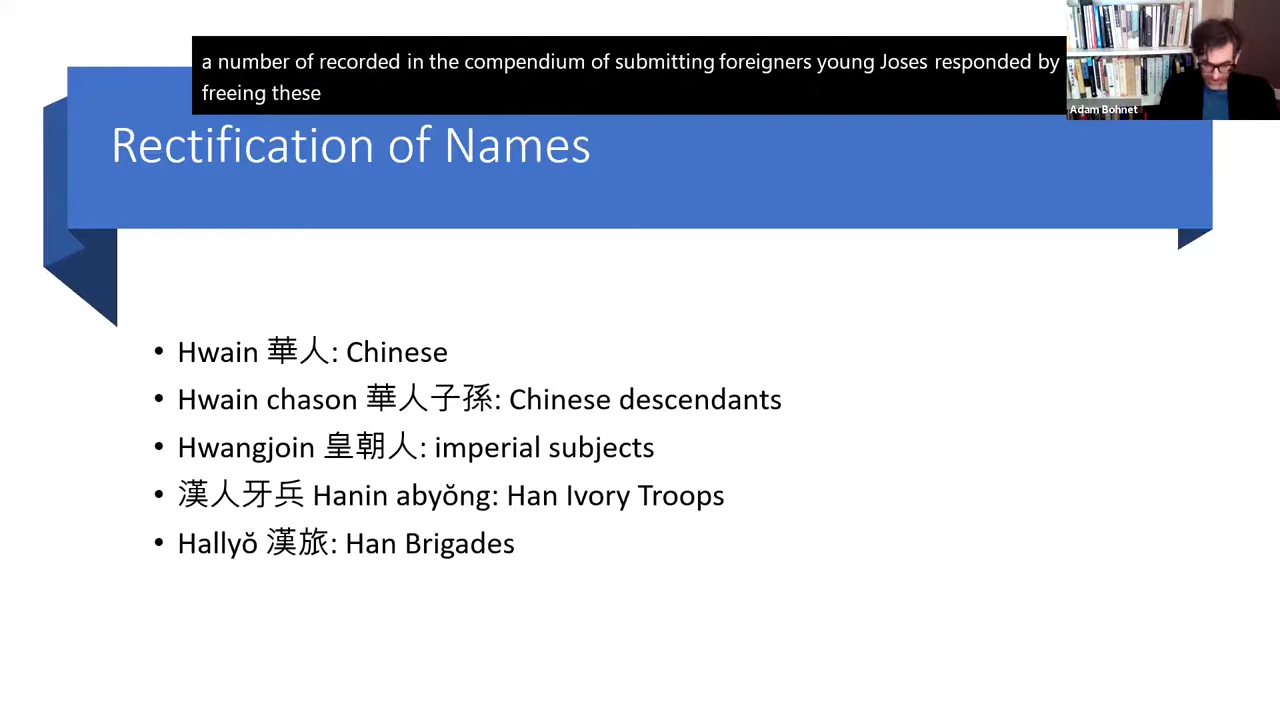 a number of recorded in the compendium of submitting foreigners young Joses responded by
freeing these
Adam Bohnet
Rectification of Names
• Hwain 華人: Chinese
• Hwain chason 華人子孫: Chinese descendants
• Hwangjoin 皇朝人: imperial subjects
• 漢人牙兵 Hanin abyŏng: Han Ivory Troops
• Hallyŏ 漢旅: Han Brigades